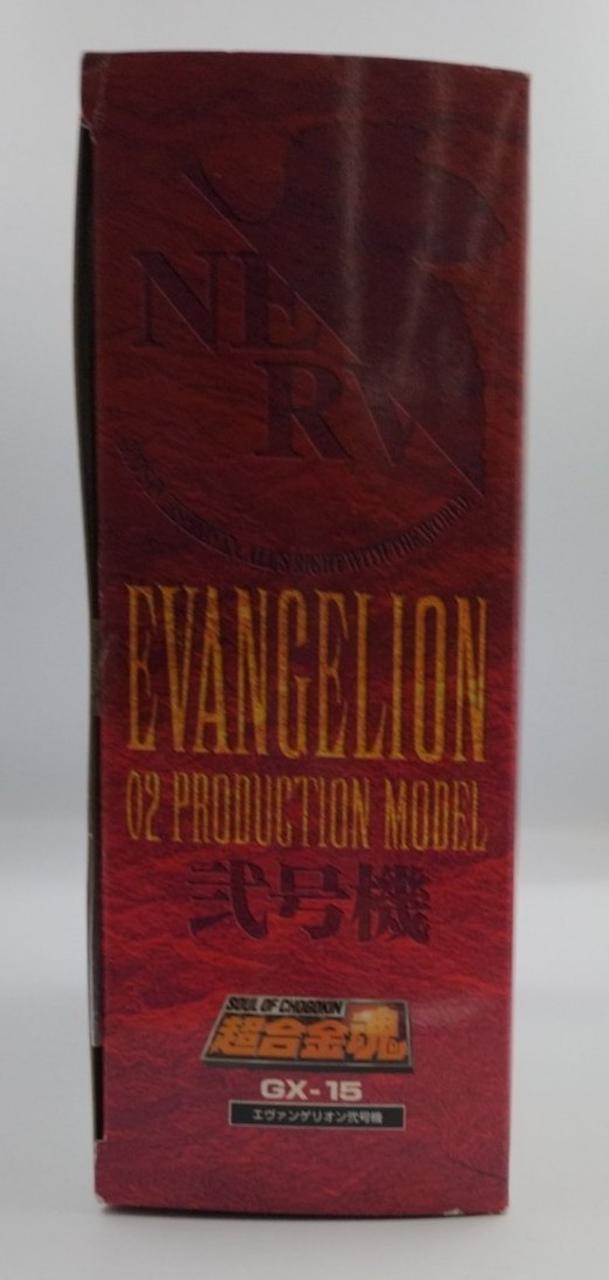 NERV
EVANGELION
02 PRODUCTION MODEL
弐号機
SOUL OF CHOGOKIN
超合金魂
GX-15
エヴァンゲリオン弐号機